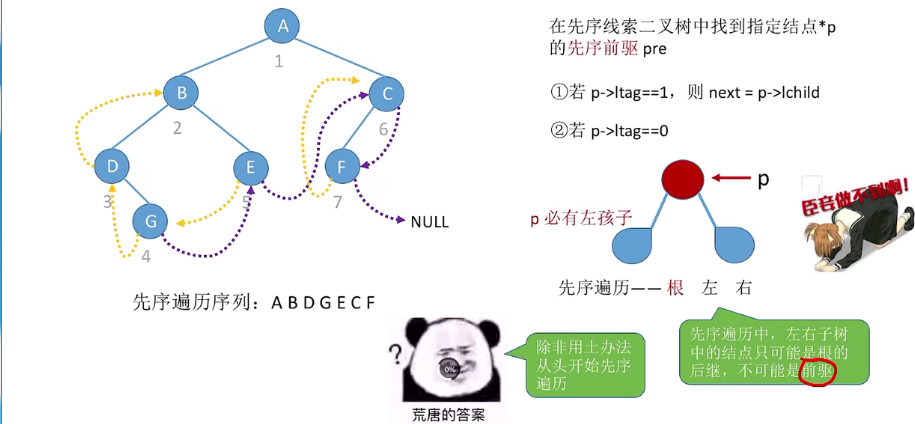 A
1
B
C
2
6
D
E
F
3
5
7
G
4
NULL
先序遍历序列：A B D G E C F
在先序线索二叉树中找到指定结点*p
的先序前驱 pre
①若 p->ltag==1，则 next = p->lchild
②若 p->ltag==0
p
p 必有左孩子
臣妾做不到啊！
先序遍历—— 根 左 右
先序遍历中，左右子树
中的结点只可能是根的
后继，不可能是前驱
除非用土办法
从头开始先序
遍历
?
0%
荒唐的答案